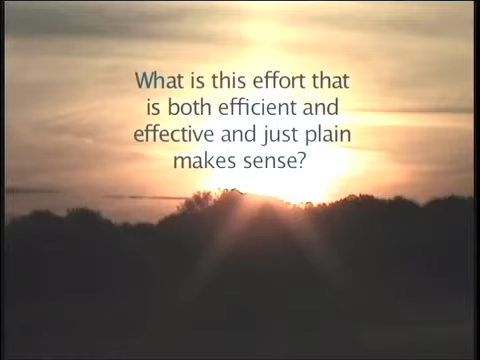 What is this effort that
is both efficient and
effective and just plain
makes sense?